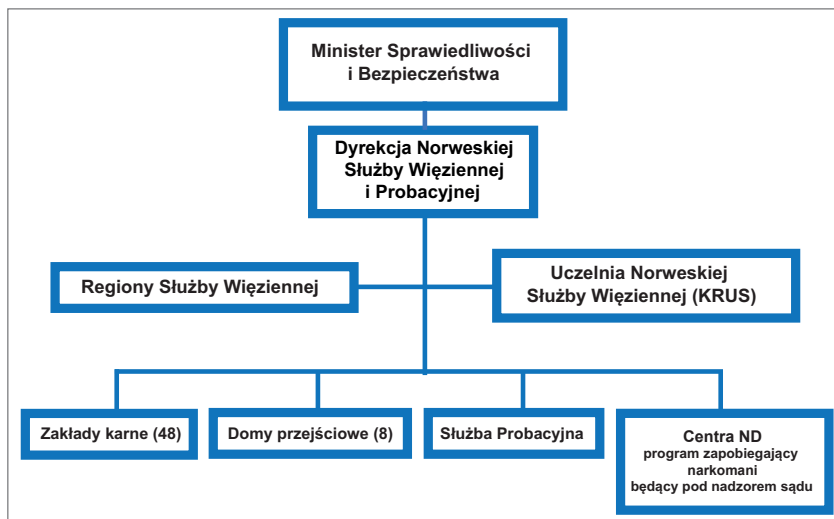 Minister Sprawiedliwości
i Bezpieczeństwa
Dyrekcja Norweskiej
Służby Więziennej
i Probacyjnej
Regiony Służby Więziennej
Uczelnia Norweskiej
Służby Więziennej (KRUS)
Zakłady karne (48)
Domy przejściowe (8)
Służba Probacyjna
Centra ND
program zapobiegający
narkomani
będący pod nadzorem sądu